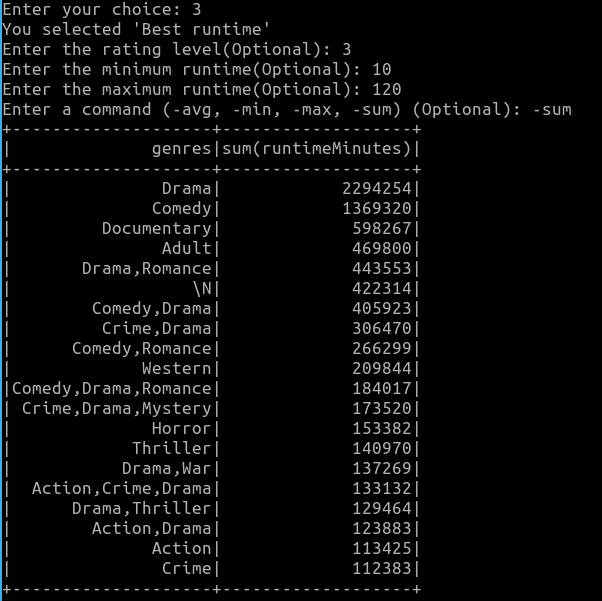 Enter your choice: 3
You selected 'Best runtime'
Enter the rating level(Optional): 3
Enter the minimum runtime(Optional): 10
Enter the maximum runtime(Optional): 120
Enter a command (-avg, -min, -max, -sum) (Optional): -sum
+--------------------+-------------------+
|              genres|sum(runtimeMinutes)|
+--------------------+-------------------+
|               Drama|            2294254|
|              Comedy|            1369320|
|         Documentary|             598267|
|               Adult|             469800|
|       Drama,Romance|             443553|
|                  \N|             422314|
|        Comedy,Drama|             405923|
|         Crime,Drama|             306470|
|      Comedy,Romance|             266299|
|             Western|             209844|
|Comedy,Drama,Romance|             184017|
| Crime,Drama,Mystery|             173520|
|              Horror|             153382|
|            Thriller|             140970|
|           Drama,War|             137269|
|  Action,Crime,Drama|             133132|
|      Drama,Thriller|             129464|
|        Action,Drama|             123883|
|              Action|             113425|
|               Crime|             112383|
+--------------------+-------------------+